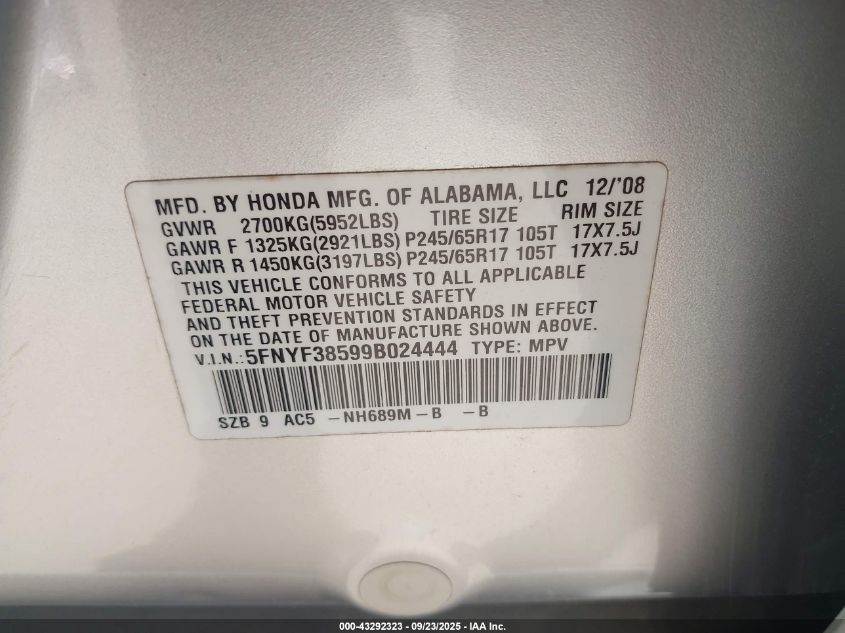 MFD. BY HONDA MFG. OF ALABAMA, LLC 12/'08
GVWR 2700KG(5952LBS) TIRE SIZE RIM SIZE
GAWR F 1325KG(2921LBS) P245/65R17 105T 17X7.5J
GAWR R 1450KG(3197LBS) P245/65R17 105T 17X7.5J
THIS VEHICLE CONFORMS TO ALL APPLICABLE
FEDERAL MOTOR VEHICLE SAFETY
AND THEFT PREVENTION STANDARDS IN EFFECT
ON THE DATE OF MANUFACTURE SHOWN ABOVE.
V.I.N.:5FNYF38599B024444 TYPE: MPV
SZB 9 AC5 -NH689M-B -B
000-43292323 / 09/23/2025 - IAA Inc.